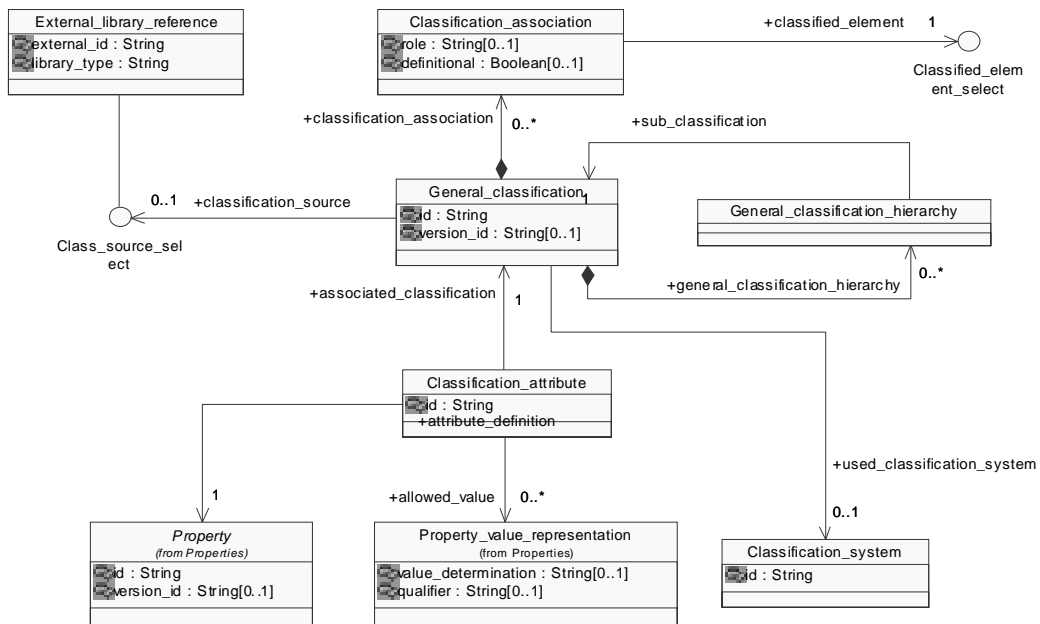 External_library_reference
external_id : String
library_type : String
Classification_association
role : String[0..1]
definitional : Boolean[0..1]
+classified_element
1
Classified_elem
ent_select
+classification_association
0..*
+sub_classification
General_classification
1
id : String
version_id : String[0..1]
0..1
+classification_source
Class_source_sel
ect
General_classification_hierarchy
0..*
+general_classification_hierarchy
+associated_classification
1
Classification_attribute
id : String
+attribute_definition
1
+allowed_value
0..*
+used_classification_system
0..1
Property
(from Properties)
id : String
version_id : String[0..1]
Property_value_representation
(from Properties)
value_determination : String[0..1]
qualifier : String[0..1]
Classification_system
id : String